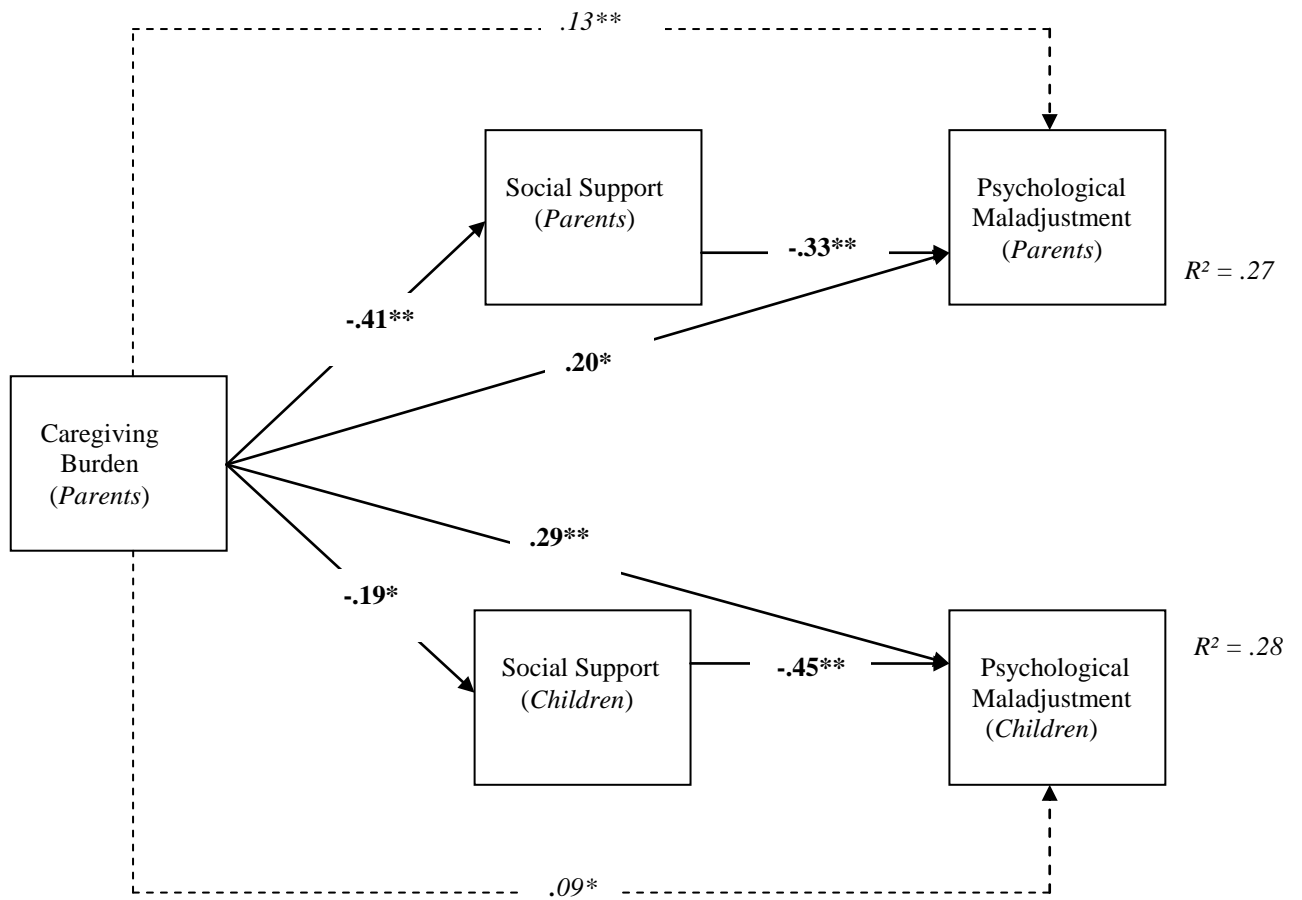 .13**
Social Support
(Parents)
Psychological
Maladjustment
(Parents)
-.33**
R² = .27
-.41**
.20*
Caregiving
Burden
(Parents)
.29**
-.19*
Social Support
(Children)
-.45**
Psychological
Maladjustment
(Children)
R² = .28
.09*